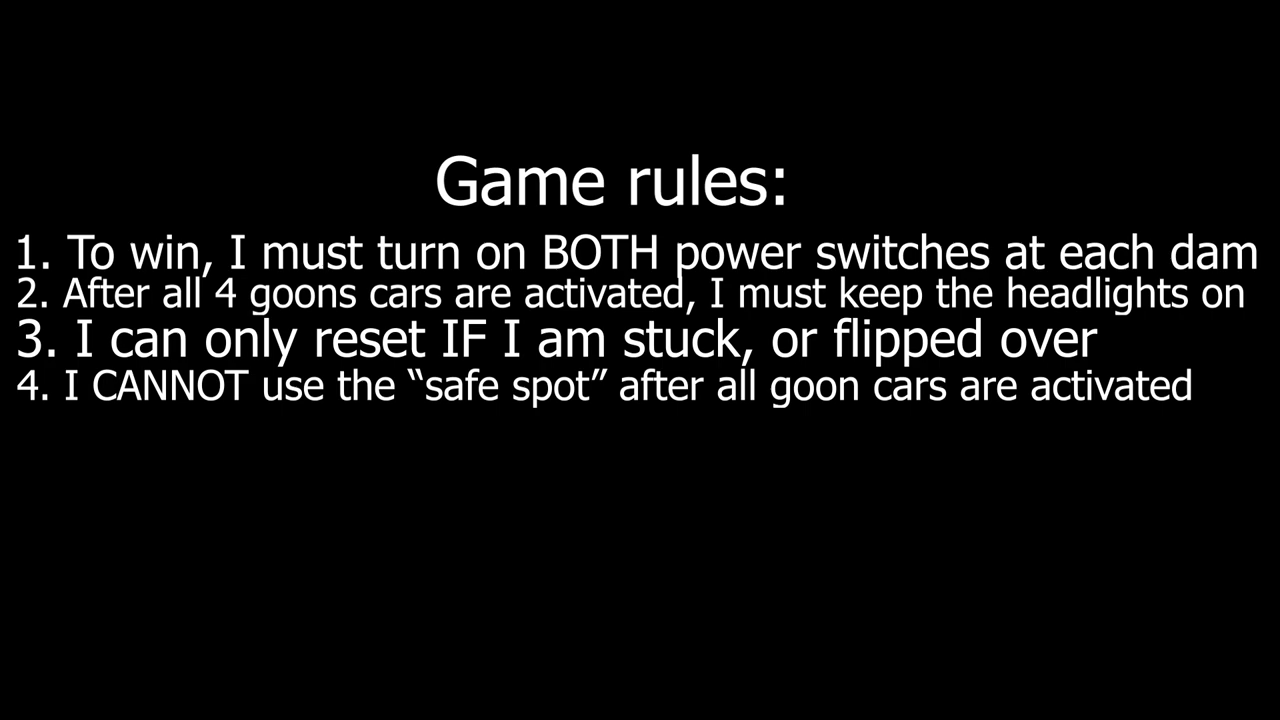 Game rules:
1. To win, I must turn on BOTH power switches at each dam
2. After all 4 goons cars are activated, I must keep the headlights on
3. I can only reset IF I am stuck, or flipped over
4. I CANNOT use the “safe spot” after all goon cars are activated